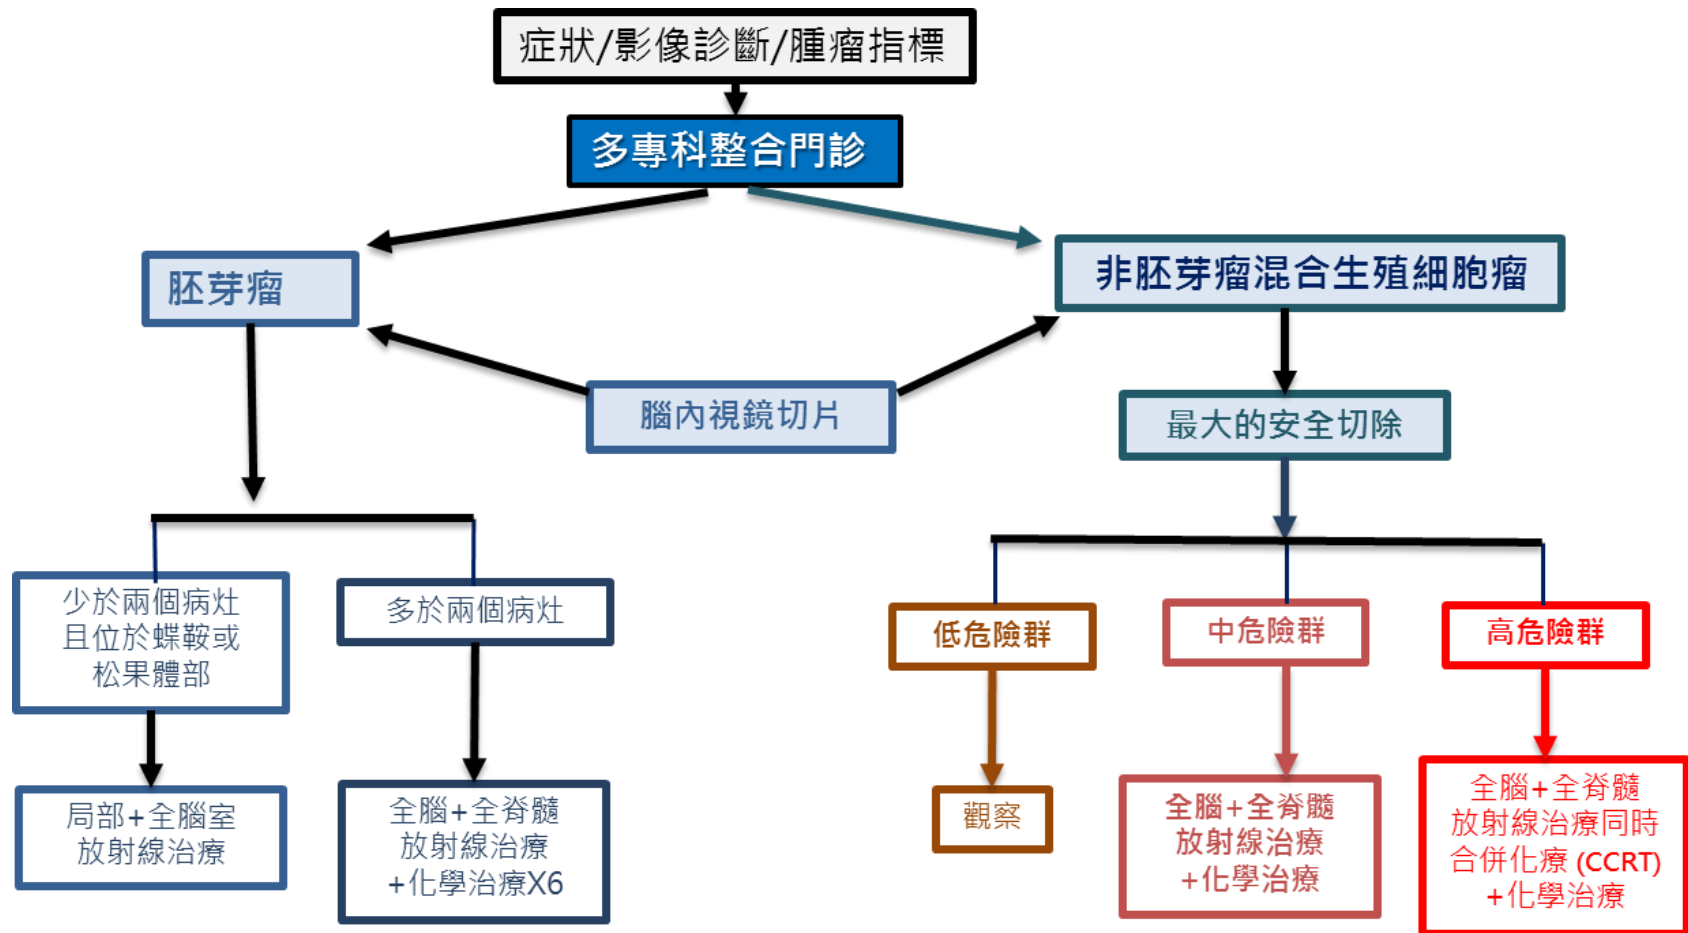 症狀/影像診斷/腫瘤指標
多專科整合門診
胚芽瘤
非胚芽瘤混合生殖細胞瘤
腦內視鏡切片
最大的安全切除
少於兩個病灶
且位於蝶鞍或
松果體部
多於兩個病灶
低危險群
中危險群
高危險群
局部+全腦室
放射線治療
全腦+全脊髓
放射線治療
+化學治療X6
觀察
全腦+全脊髓
放射線治療
+化學治療
全腦+全脊髓
放射線治療同時
合併化療 (CCRT)
+化學治療